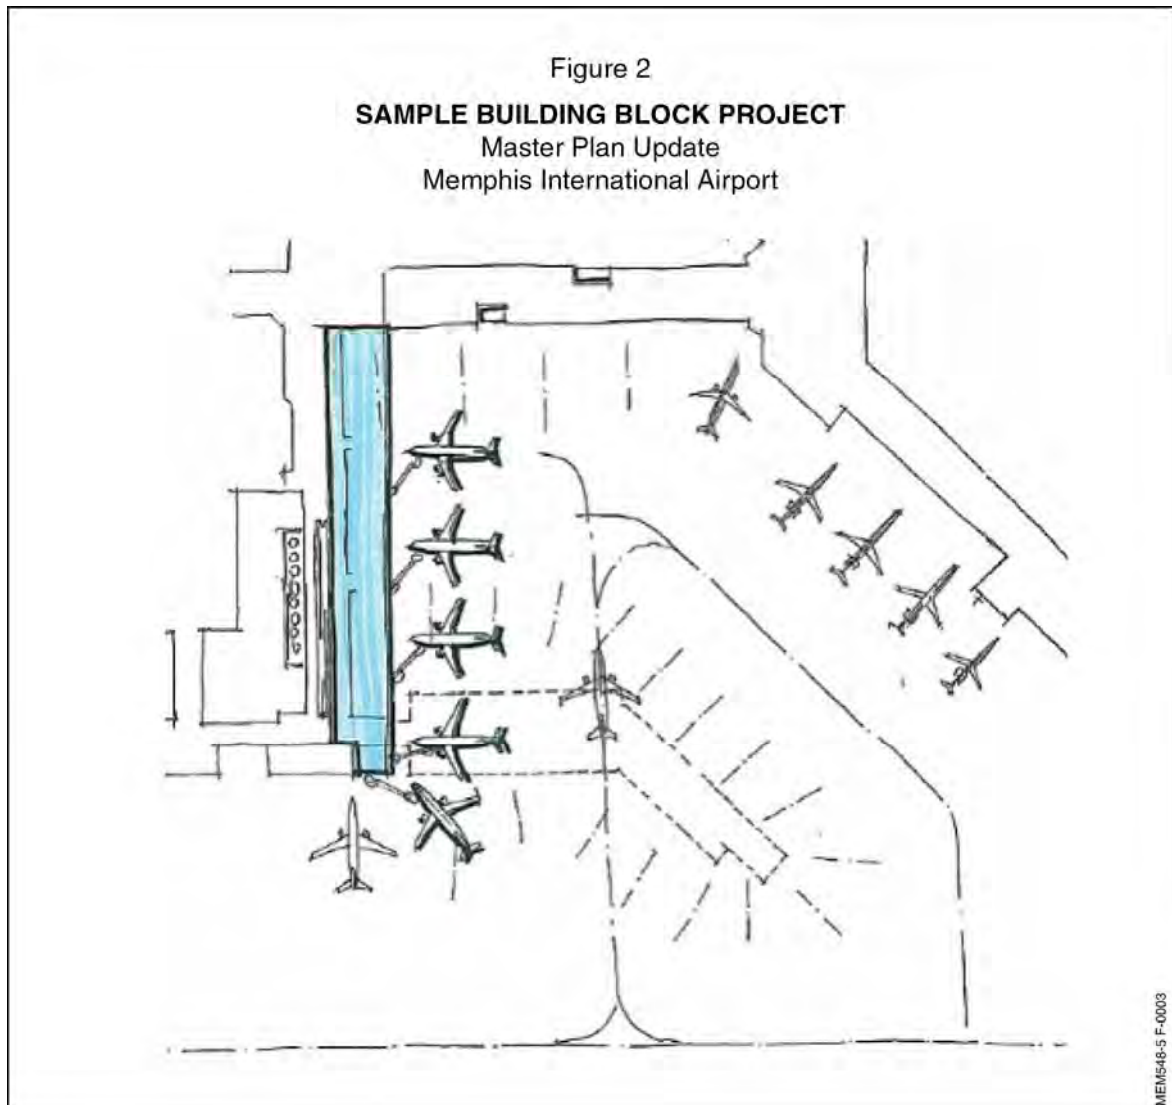 Figure 2
SAMPLE BUILDING BLOCK PROJECT
Master Plan Update
Memphis International Airport
MEM548-5 F-0003